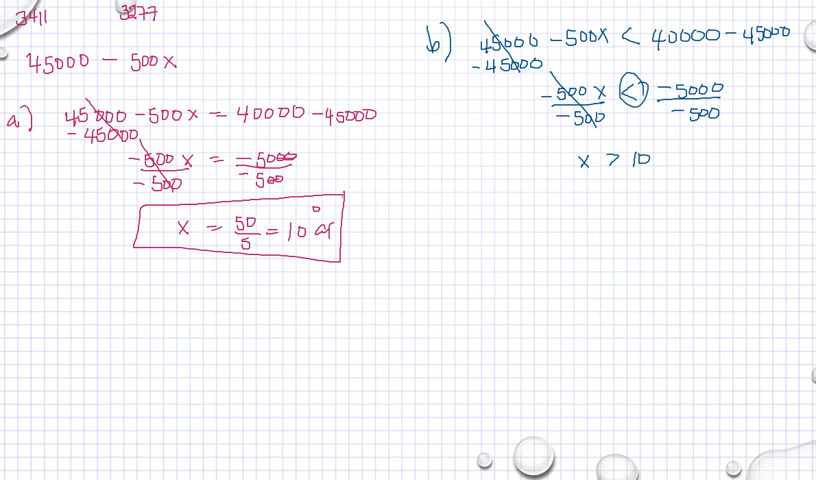 3411 3277
45000 - 500x
a) 45000 - 500x = 40000 - 45000
- 45000
-500x / -500 = -5000 / -500
x = 50/5 = 10 år
b) 45000 - 500x < 40000 - 45000
- 45000
-500x / -500 < -5000 / -500
x > 10